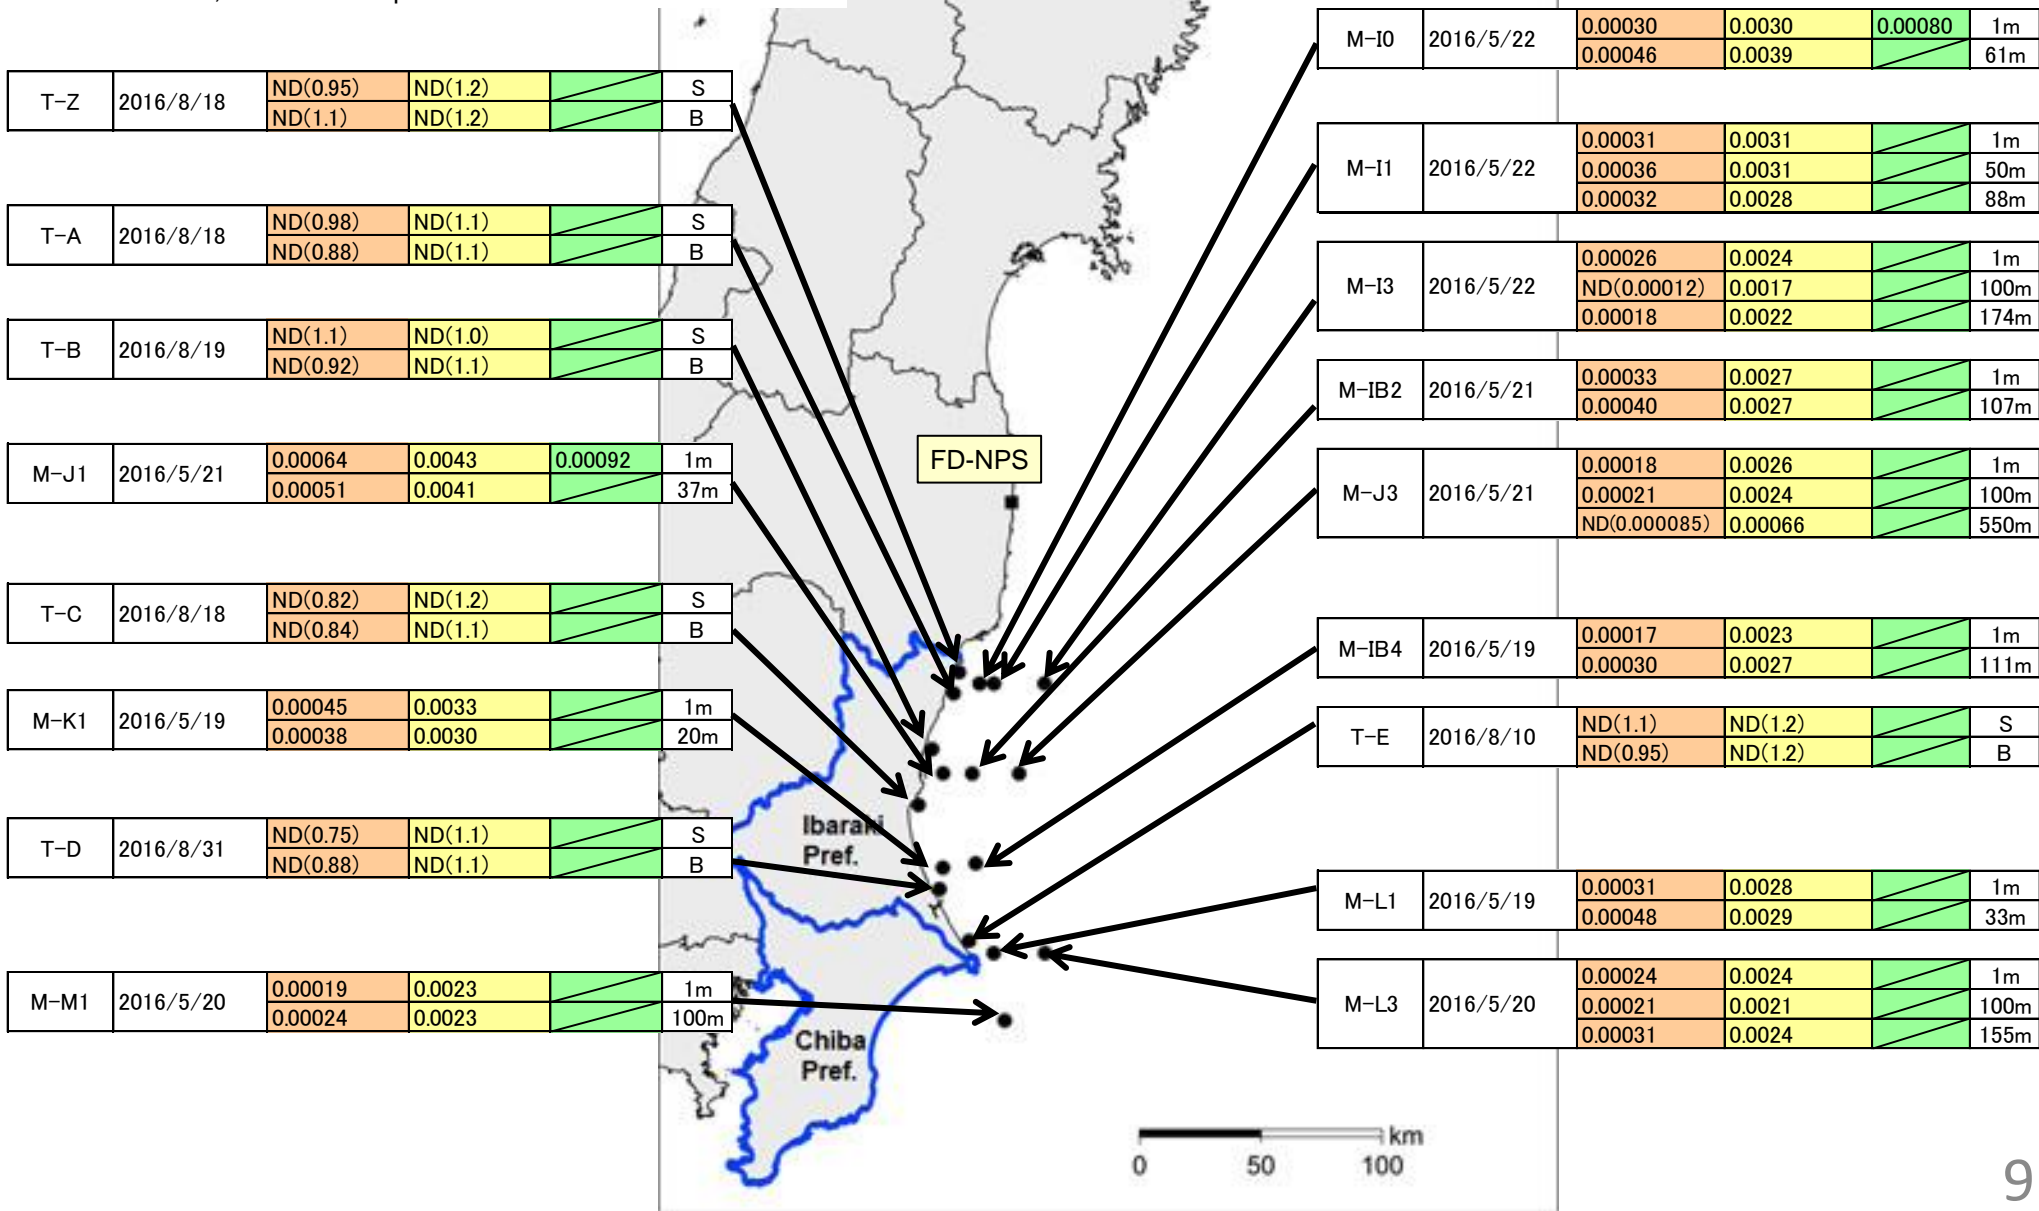 T-Z 2016/8/18 ND(0.95) ND(1.2) S
ND(1.1) ND(1.2) B
T-A 2016/8/18 ND(0.98) ND(1.1) S
ND(0.88) ND(1.1) B
T-B 2016/8/19 ND(1.1) ND(1.0) S
ND(0.92) ND(1.1) B
M-J1 2016/5/21 0.00064 0.0043 0.00092 1m
0.00051 0.0041 37m
T-C 2016/8/18 ND(0.82) ND(1.2) S
ND(0.84) ND(1.1) B
M-K1 2016/5/19 0.00045 0.0033 1m
0.00038 0.0030 20m
T-D 2016/8/31 ND(0.75) ND(1.1) S
ND(0.88) ND(1.1) B
M-M1 2016/5/20 0.00019 0.0023 1m
0.00024 0.0023 100m
FD-NPS
Ibaraki
Pref.
Chiba
Pref.
M-I0 2016/5/22 0.00030 0.0030 0.00080 1m
0.00046 0.0039 61m
M-I1 2016/5/22 0.00031 0.0031 1m
0.00036 0.0031 50m
0.00032 0.0028 88m
M-I3 2016/5/22 0.00026 0.0024 1m
ND(0.00012) 0.0017 100m
0.00018 0.0022 174m
M-IB2 2016/5/21 0.00033 0.0027 1m
0.00040 0.0027 107m
M-J3 2016/5/21 0.00018 0.0026 1m
0.00021 0.0024 100m
ND(0.000085) 0.00066 550m
M-IB4 2016/5/19 0.00017 0.0023 1m
0.00030 0.0027 111m
T-E 2016/8/10 ND(1.1) ND(1.2) S
ND(0.95) ND(1.2) B
M-L1 2016/5/19 0.00031 0.0028 1m
0.00048 0.0029 33m
M-L3 2016/5/20 0.00024 0.0024 1m
0.00021 0.0021 100m
0.00031 0.0024 155m
km
0 50 100
9